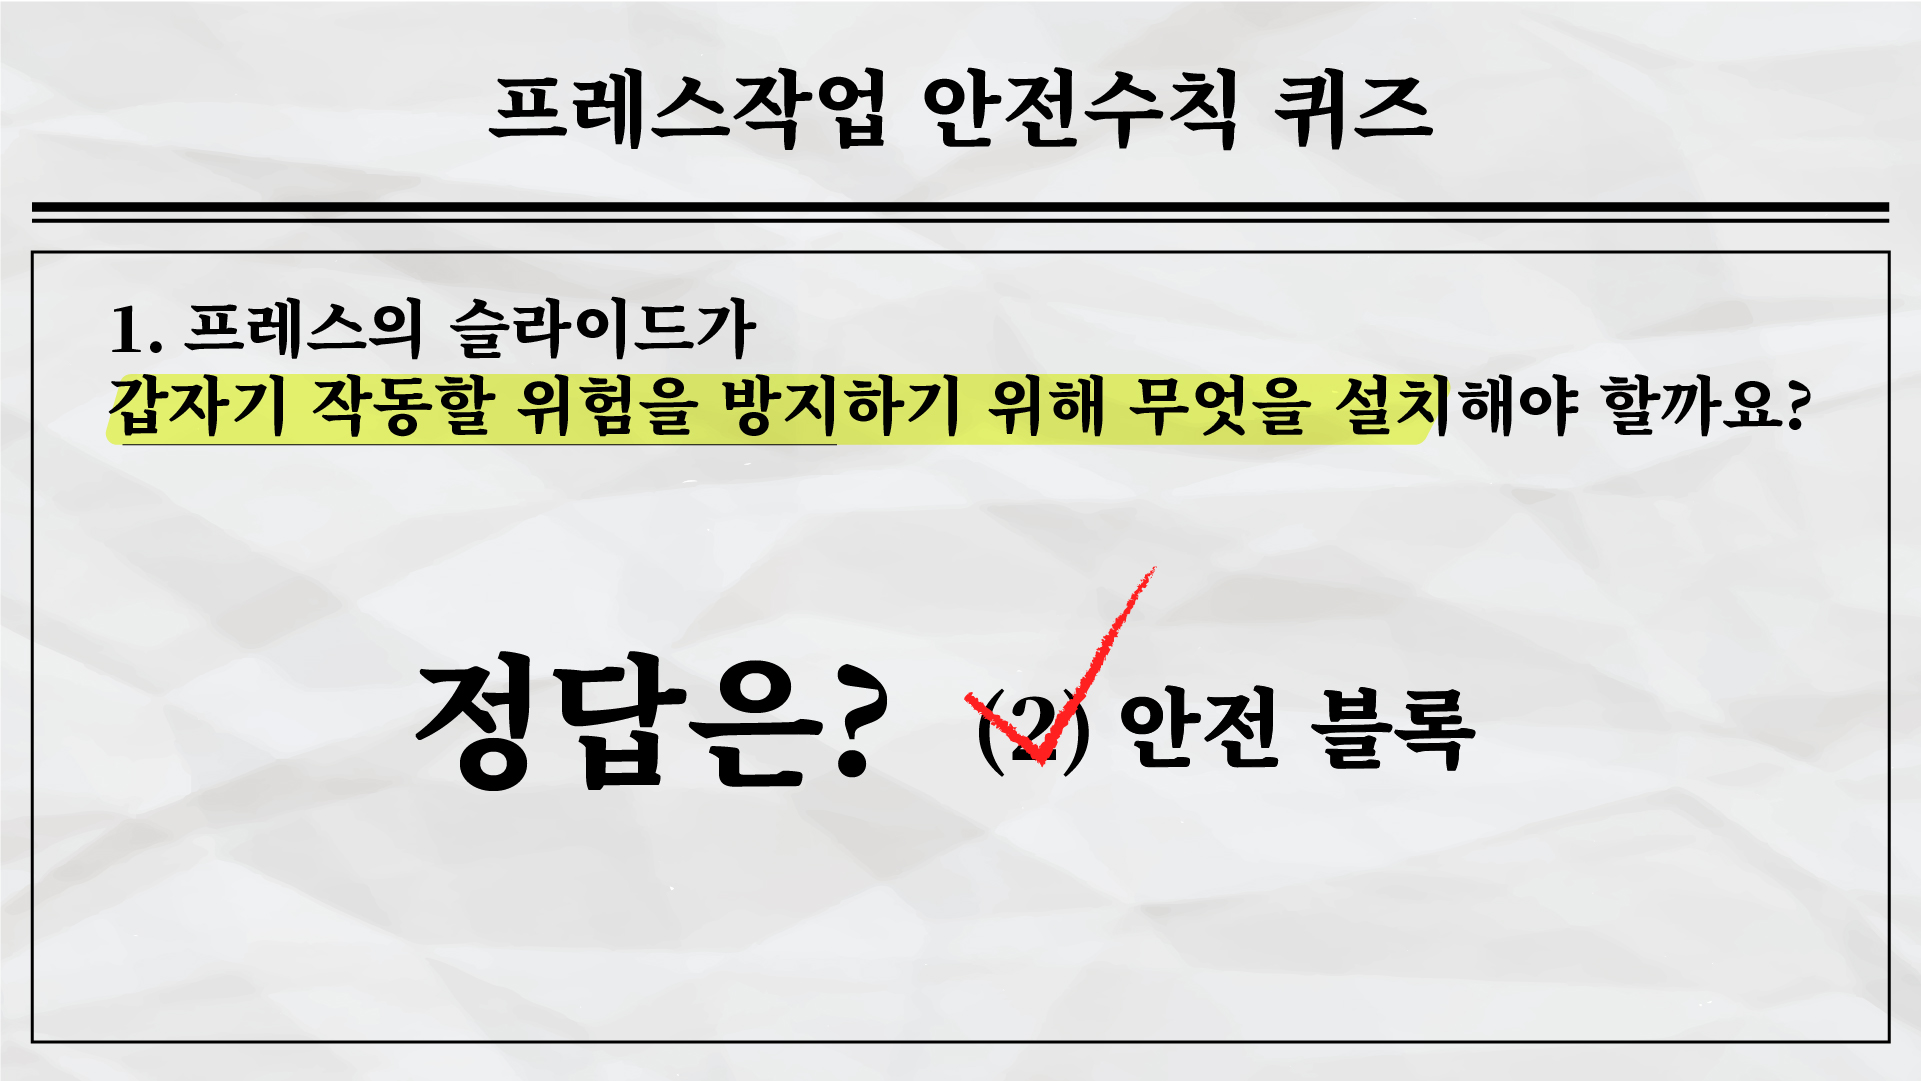 프레스작업 안전수칙 퀴즈
1. 프레스의 슬라이드가
갑자기 작동할 위험을 방지하기 위해 무엇을 설치해야 할까요?
정답은? (2) 안전 블록